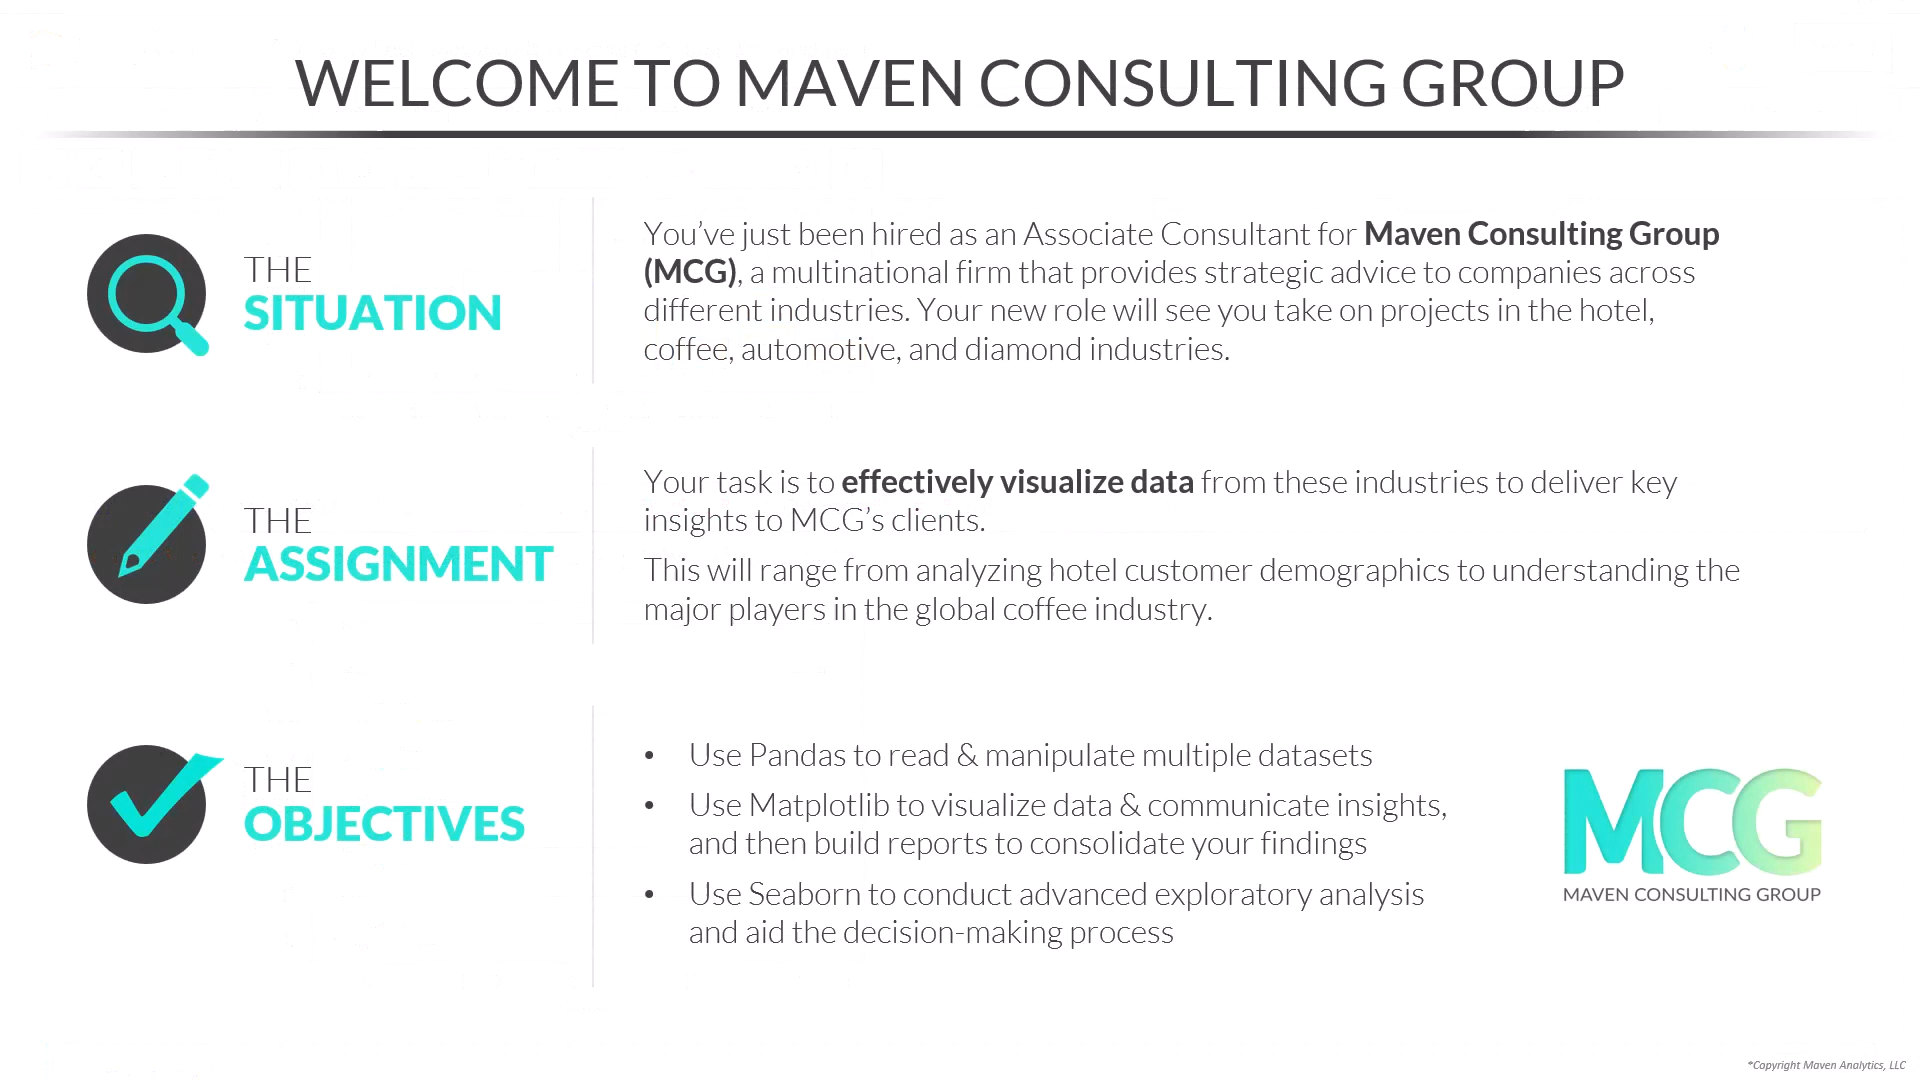 WELCOME TO MAVEN CONSULTING GROUP
THE
SITUATION
You’ve just been hired as an Associate Consultant for Maven Consulting Group
(MCG), a multinational firm that provides strategic advice to companies across
different industries. Your new role will see you take on projects in the hotel,
coffee, automotive, and diamond industries.
THE
ASSIGNMENT
Your task is to effectively visualize data from these industries to deliver key
insights to MCG’s clients.
This will range from analyzing hotel customer demographics to understanding the
major players in the global coffee industry.
THE
OBJECTIVES
• Use Pandas to read & manipulate multiple datasets
• Use Matplotlib to visualize data & communicate insights,
and then build reports to consolidate your findings
• Use Seaborn to conduct advanced exploratory analysis
and aid the decision-making process
MCG
MAVEN CONSULTING GROUP
*Copyright Maven Analytics, LLC